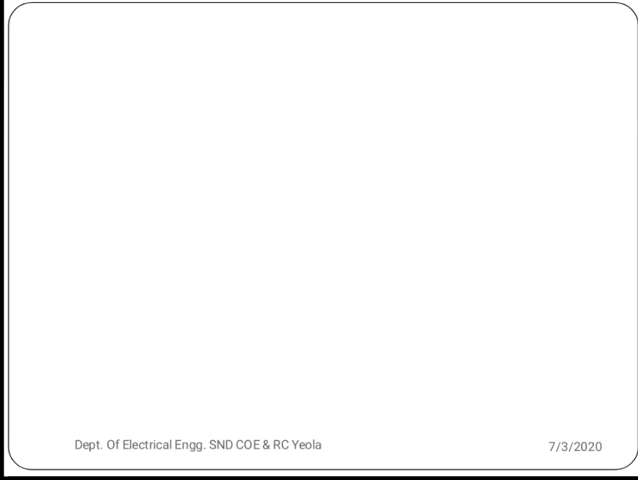 Dept. Of Electrical Engg. SND COE & RC Yeola
7/3/2020